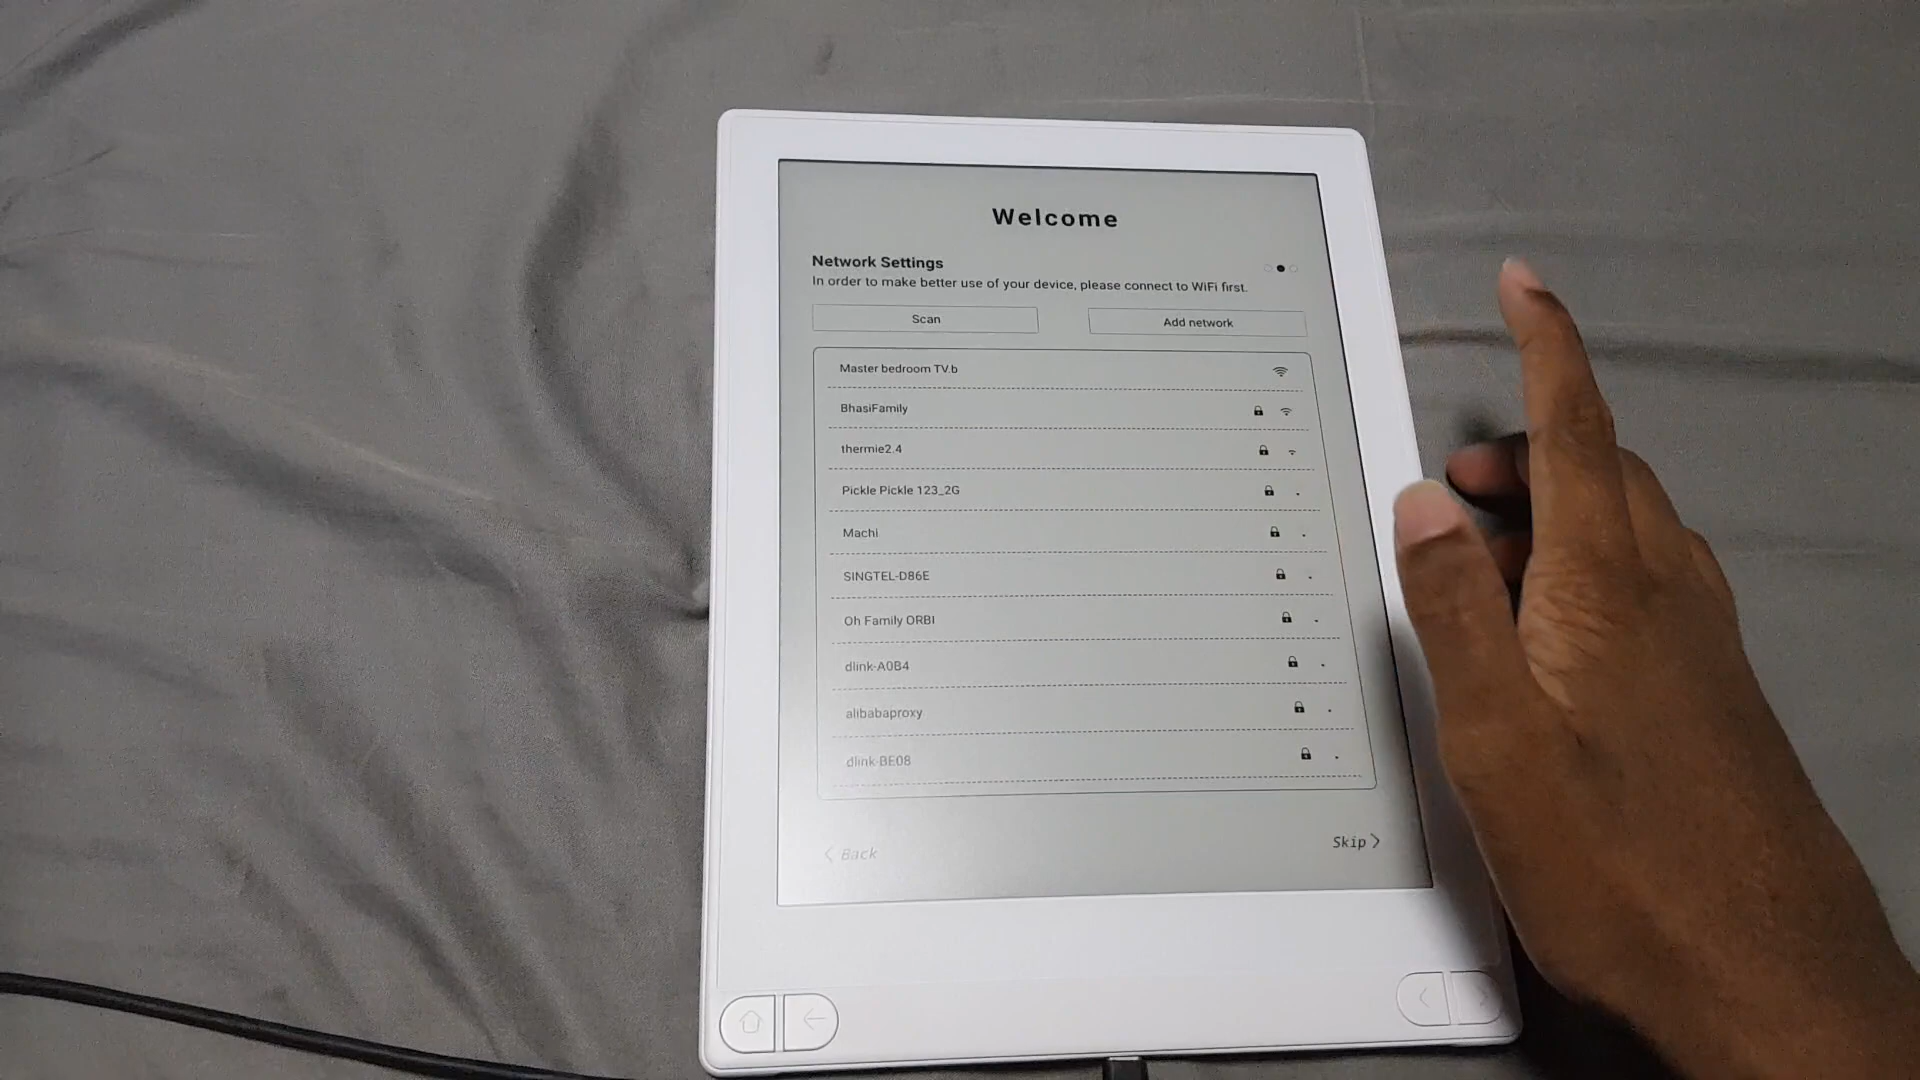 Welcome
Network Settings
In order to make better use of your device, please connect to WiFi first.
Scan
Add network
Master bedroom TV.b
BhasiFamily
thermie2.4
Pickle Pickle 123_2G
Machi
SINGTEL-D86E
Oh Family ORBI
dlink-A0B4
alibabaproxy
dlink-BE08
Back
Skip